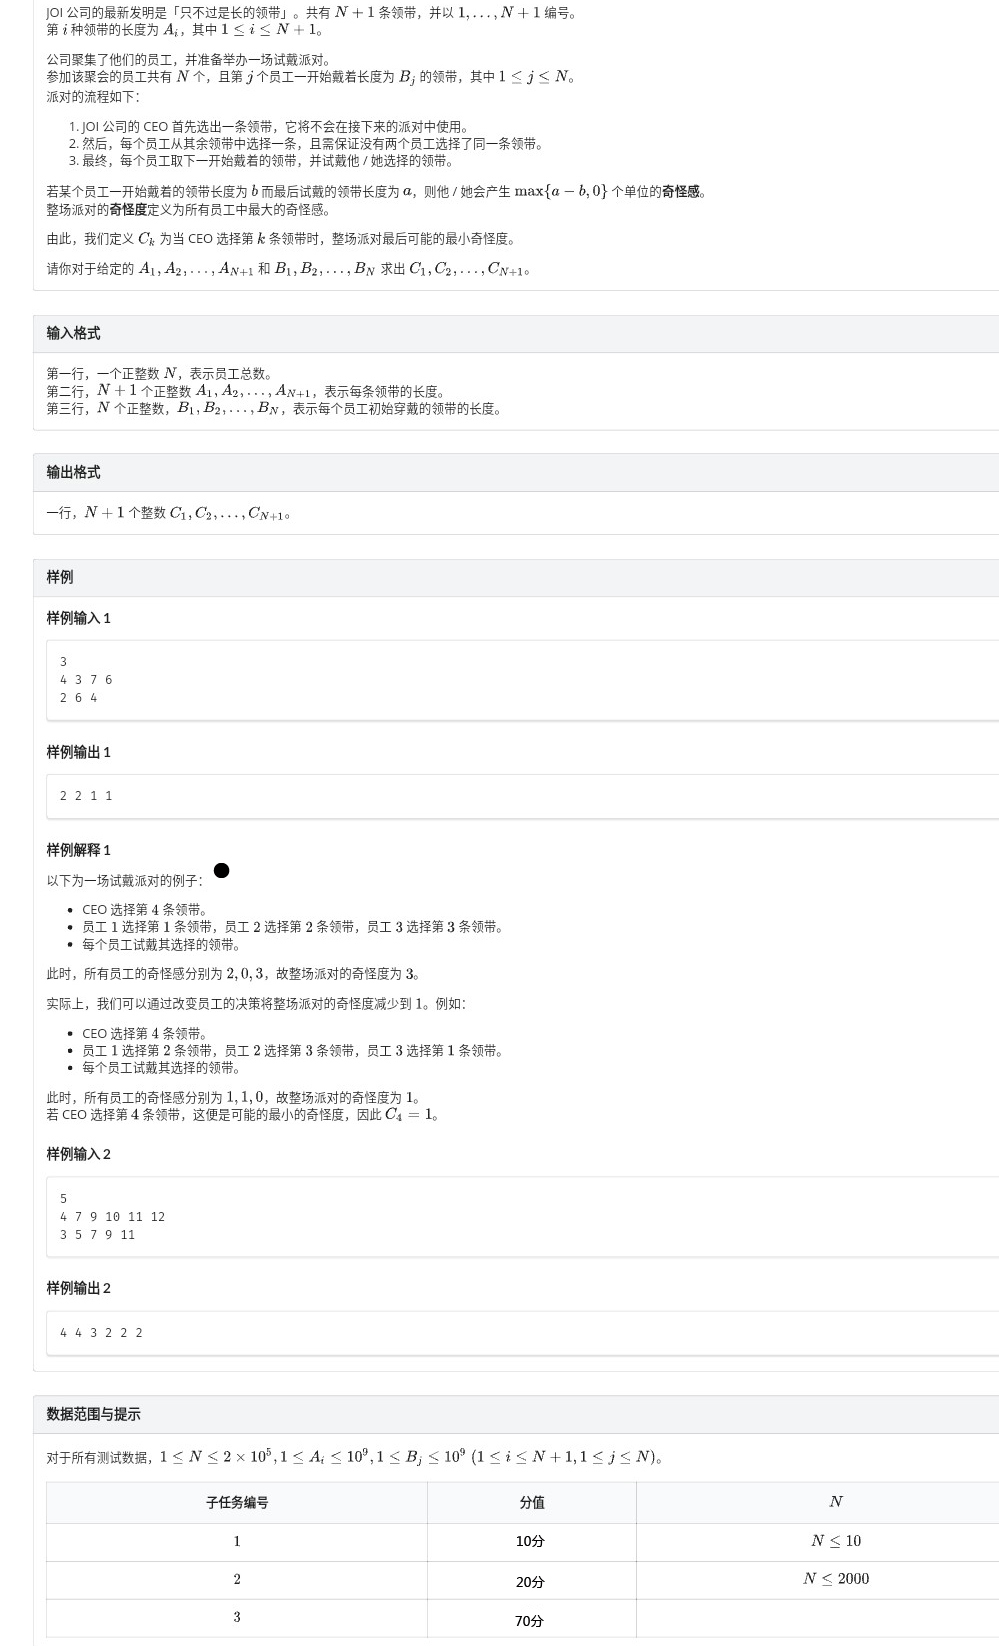 JOI 公司的最新发明是「只不过是长的领带」。共有 N + 1 条领带，并以 1, . . . , N + 1 编号。
第 i 种领带的长度为 A_i，其中 1 ≤ i ≤ N + 1。
公司聚集了他们的员工，并准备举办一场试戴派对。
参加该聚会的员工共有 N 个，且第 j 个员工一开始戴着长度为 B_j 的领带，其中 1 ≤ j ≤ N。
派对的流程如下：
1. JOI 公司的 CEO 首先选出一条领带，它将不会在接下来的派对中使用。
2. 然后，每个员工从其余领带中选择一条，且需保证没有两个员工选择了同一条领带。
3. 最终，每个员工取下一开始戴着的领带，并试戴他 / 她选择的领带。
若某个员工一开始戴着的领带长度为 b 而最后试戴的领带长度为 a，则他 / 她会产生 max{a − b, 0} 个单位的奇怪感。
整场派对的奇怪度定义为所有员工中最大的奇怪感。
由此，我们定义 C_k 为当 CEO 选择第 k 条领带时，整场派对最后可能的最小奇怪度。
请你对于给定的 A_1, A_2, . . . , A_{N+1} 和 B_1, B_2, . . . , B_N 求出 C_1, C_2, . . . , C_{N+1}。
输入格式
第一行，一个正整数 N，表示员工总数。
第二行，N + 1 个正整数 A_1, A_2, . . . , A_{N+1}，表示每条领带的长度。
第三行，N 个正整数，B_1, B_2, . . . , B_N，表示每个员工初始穿戴的领带的长度。
输出格式
一行，N + 1 个整数 C_1, C_2, . . . , C_{N+1}。
样例
样例输入 1
3
4 3 7 6
2 6 4
样例输出 1
2 2 1 1
样例解释 1
以下为一场试戴派对的例子：
• CEO 选择第 4 条领带。
• 员工 1 选择第 1 条领带，员工 2 选择第 2 条领带，员工 3 选择第 3 条领带。
• 每个员工试戴其选择的领带。
此时，所有员工的奇怪感分别为 2, 0, 3，故整场派对的奇怪度为 3。
实际上，我们可以通过改变员工的决策将整场派对的奇怪度减少到 1。例如：
• CEO 选择第 4 条领带。
• 员工 1 选择第 2 条领带，员工 2 选择第 3 条领带，员工 3 选择第 1 条领带。
• 每个员工试戴其选择的领带。
此时，所有员工的奇怪感分别为 1, 1, 0，故整场派对的奇怪度为 1。
若 CEO 选择第 4 条领带，这便是可能的最小的奇怪度，因此 C_4 = 1。
样例输入 2
5
4 7 9 10 11 12
3 5 7 9 11
样例输出 2
4 4 3 2 2 2
数据范围与提示
对于所有测试数据，1 ≤ N ≤ 2 × 10^5, 1 ≤ A_i ≤ 10^9, 1 ≤ B_j ≤ 10^9 (1 ≤ i ≤ N + 1, 1 ≤ j ≤ N)。
子任务编号 分值 N
1 10分 N ≤ 10
2 20分 N ≤ 2000
3 70分